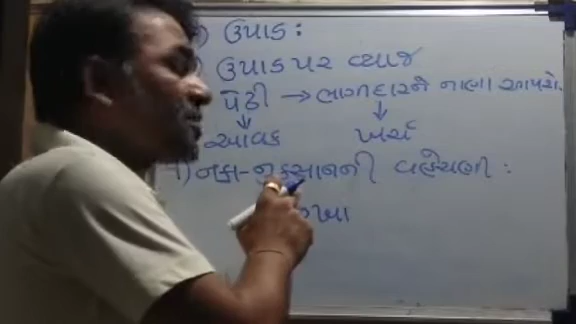 ઉપાડ :
ઉપાડ પર વ્યાજ
પેઢી → ભાગીદારને નાણા આપશે.
↓ ↓
આવક ખર્ચ
નફા-નુકસાનની વહેંચણી :